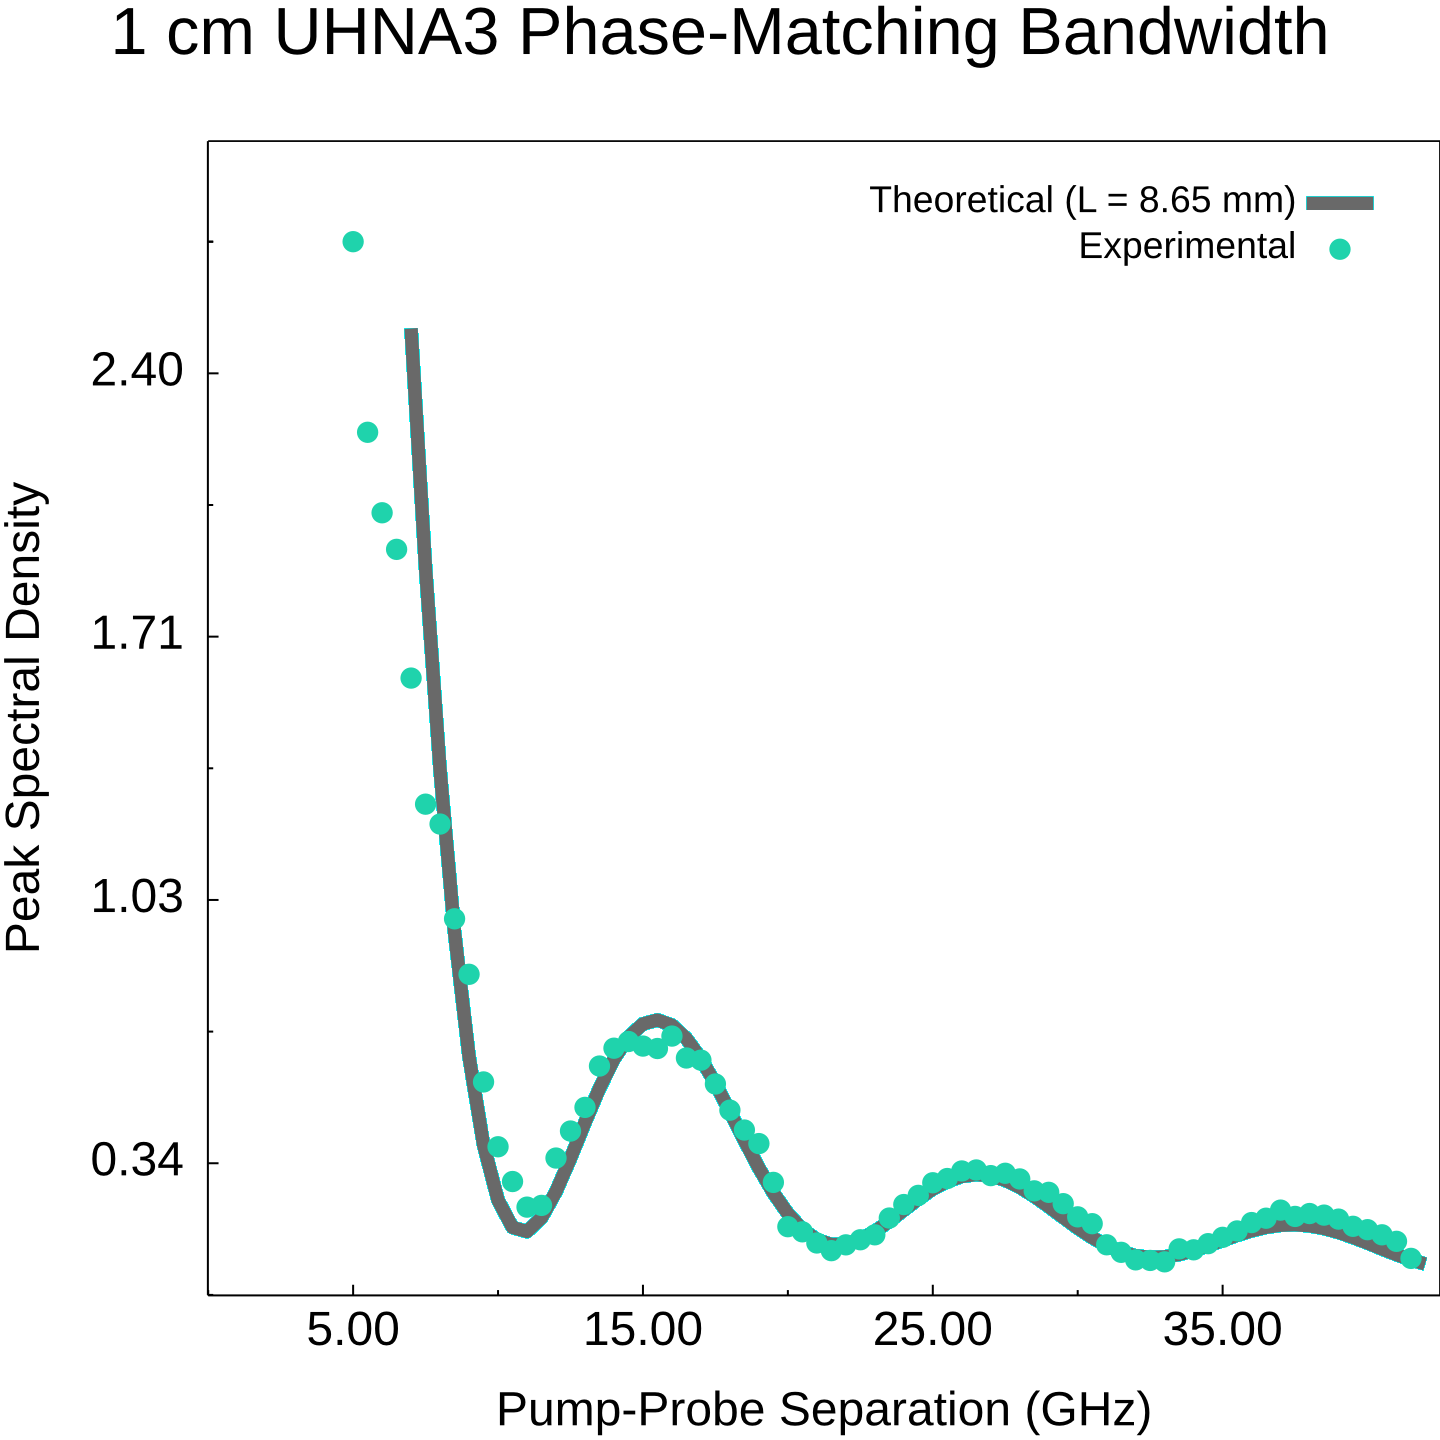 1 cm UHNA3 Phase-Matching Bandwidth
Theoretical (L = 8.65 mm)
Experimental
2.40
1.71
1.03
0.34
Peak Spectral Density
5.00 15.00 25.00 35.00
Pump-Probe Separation (GHz)